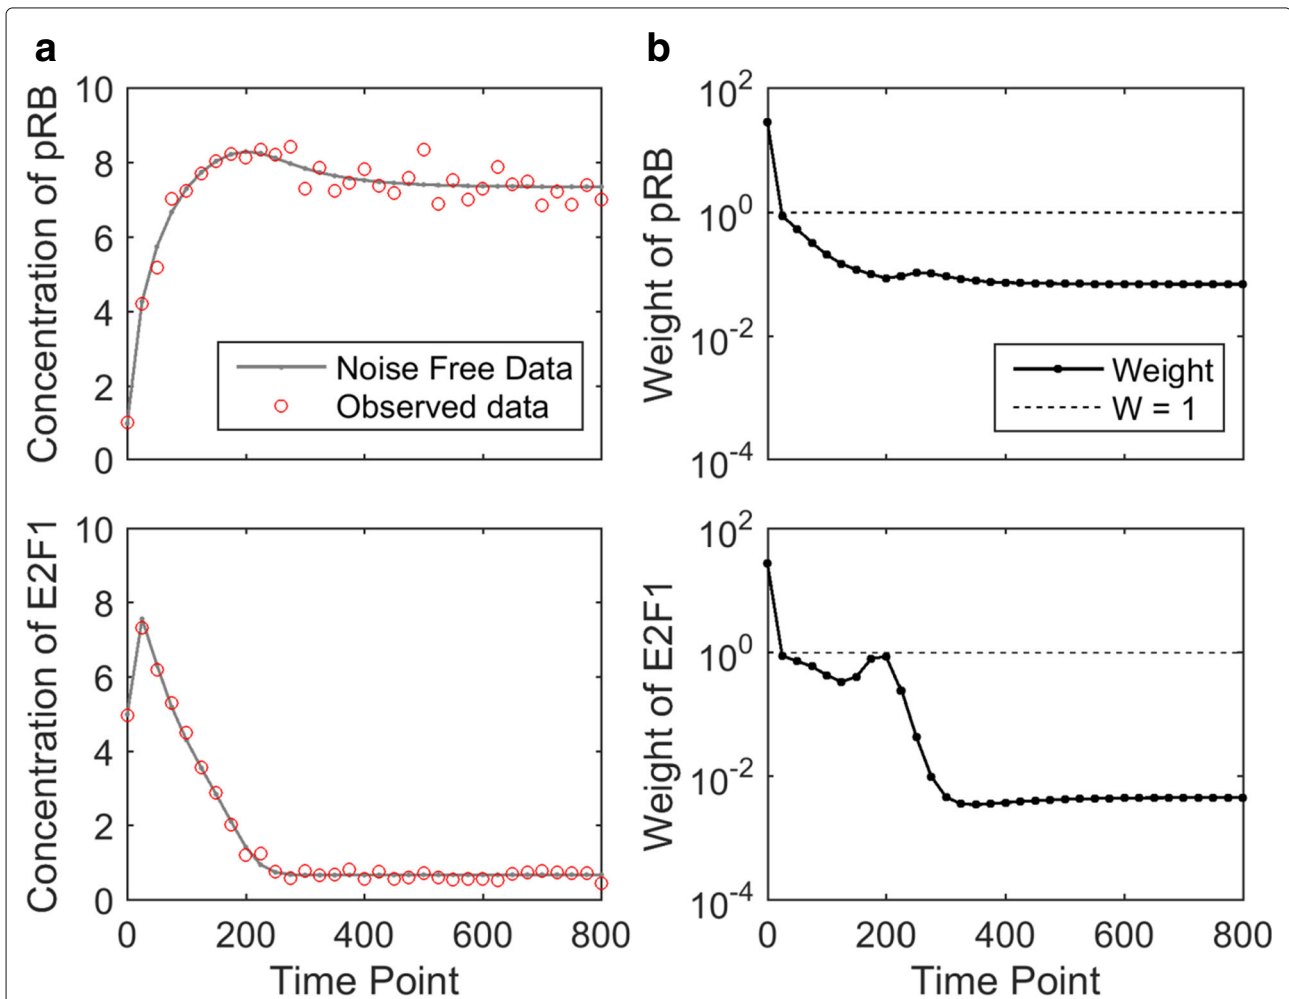 a
b
Concentration of pRB
10
8
6
4
2
0
Noise Free Data
Observed data
Weight of pRB
10^2
10^0
10^-2
10^-4
Weight
W = 1
Concentration of E2F1
10
8
6
4
2
0
0 200 400 600 800
Time Point
Weight of E2F1
10^2
10^0
10^-2
10^-4
0 200 400 600 800
Time Point